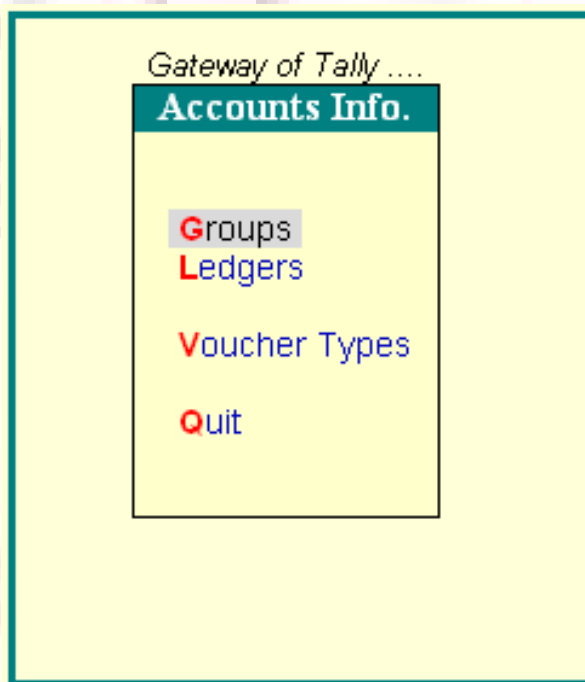 Gateway of Tally ....
Accounts Info.
Groups
Ledgers
Voucher Types
Quit